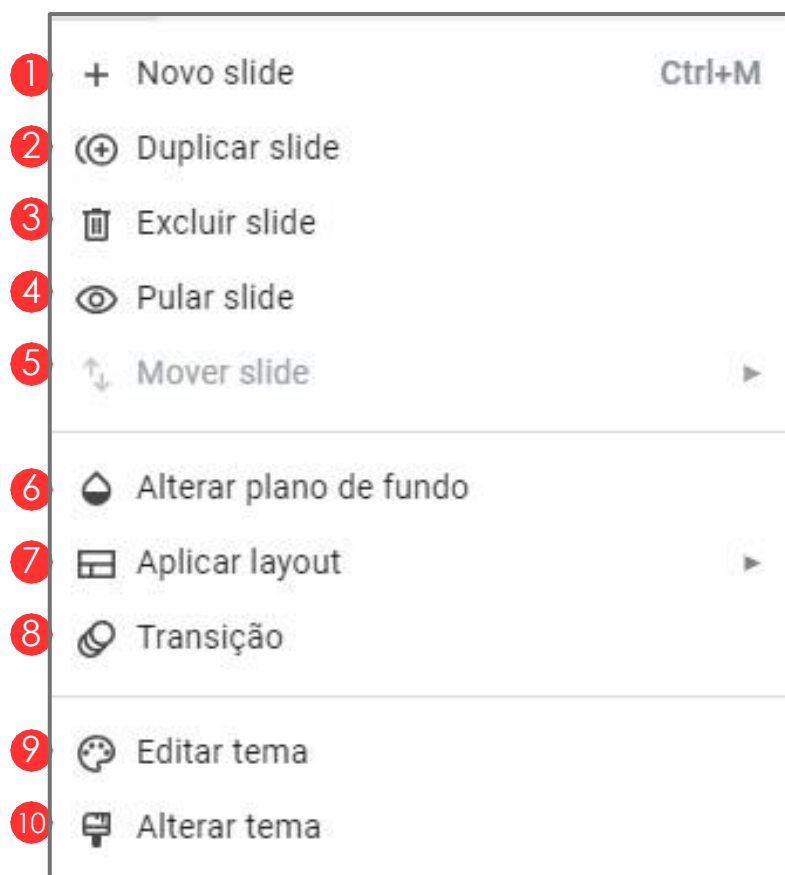 1 Novo slide Ctrl+M
2 Duplicar slide
3 Excluir slide
4 Pular slide
5 Mover slide
6 Alterar plano de fundo
7 Aplicar layout
8 Transição
9 Editar tema
10 Alterar tema